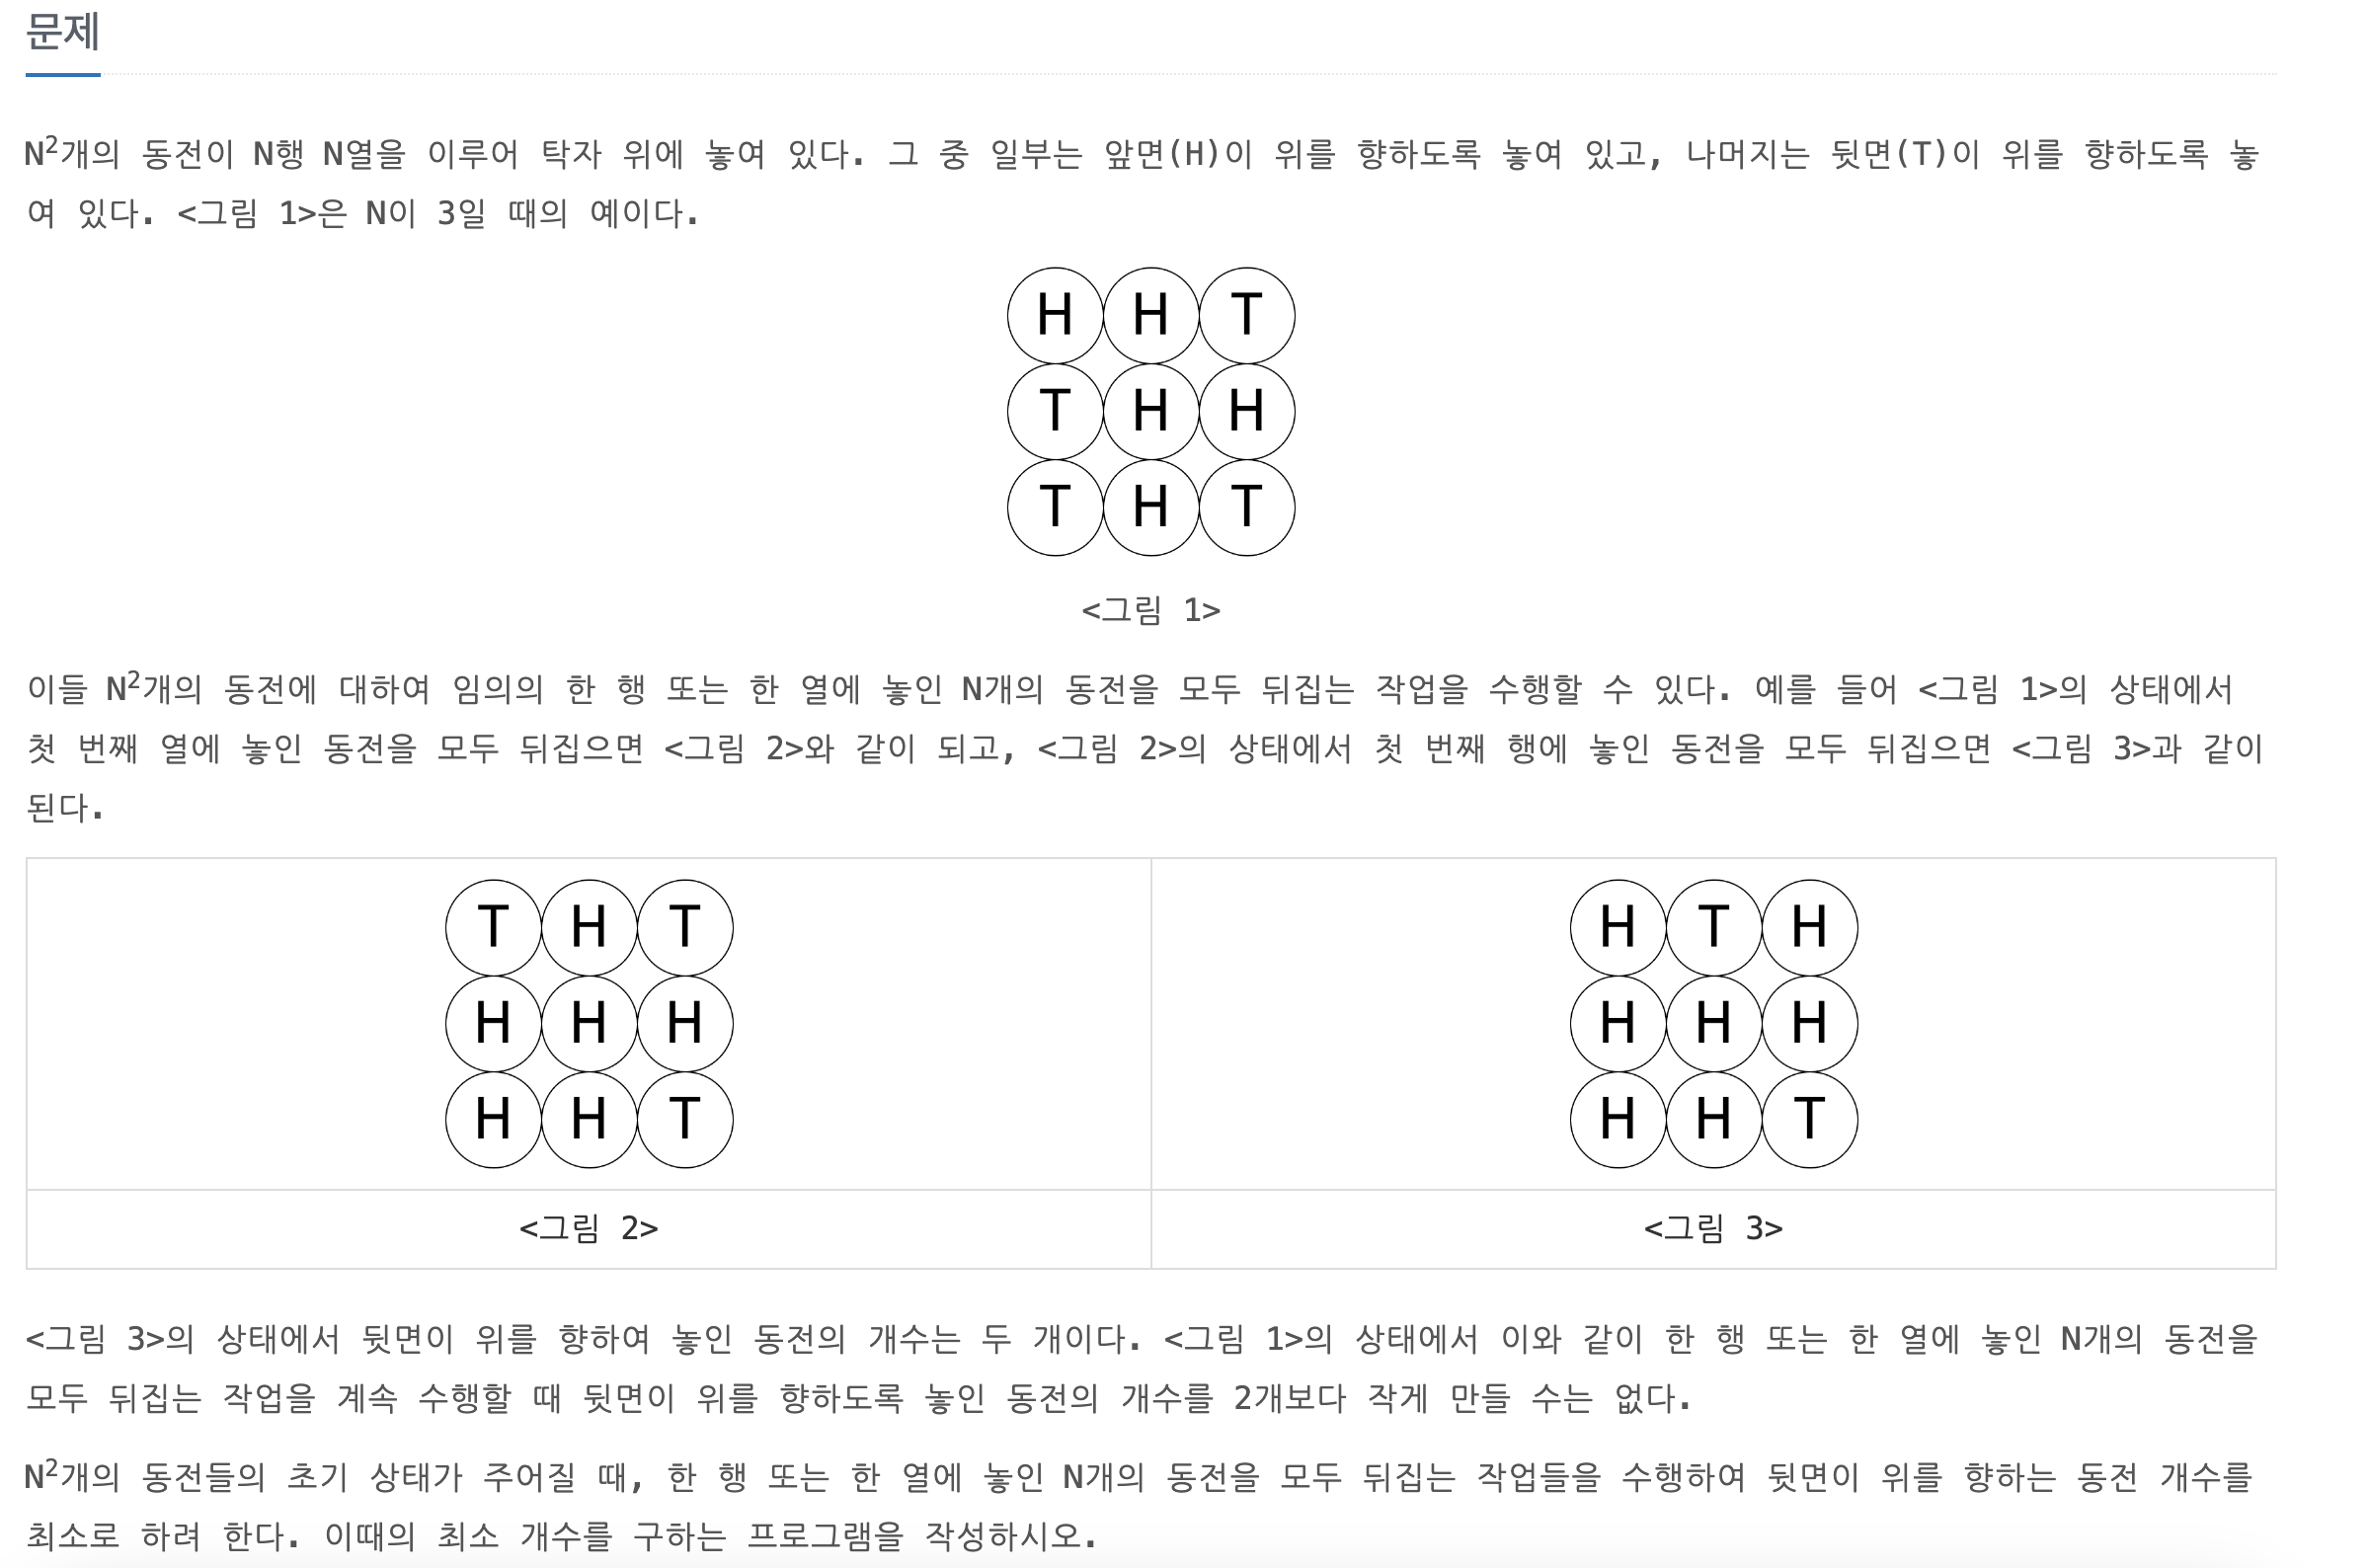 문제
N²개의 동전이 N행 N열을 이루어 탁자 위에 놓여 있다. 그 중 일부는 앞면(H)이 위를 향하도록 놓여 있고, 나머지는 뒷면(T)이 위를 향하도록 놓
여 있다. <그림 1>은 N이 3일 때의 예이다.
H H T
T H H
T H T
<그림 1>
이들 N²개의 동전에 대하여 임의의 한 행 또는 한 열에 놓인 N개의 동전을 모두 뒤집는 작업을 수행할 수 있다. 예를 들어 <그림 1>의 상태에서
첫 번째 열에 놓인 동전을 모두 뒤집으면 <그림 2>와 같이 되고, <그림 2>의 상태에서 첫 번째 행에 놓인 동전을 모두 뒤집으면 <그림 3>과 같이
된다.
T H T
H H H
H H T
<그림 2>
H T H
H H H
H H T
<그림 3>
<그림 3>의 상태에서 뒷면이 위를 향하여 놓인 동전의 개수는 두 개이다. <그림 1>의 상태에서 이와 같이 한 행 또는 한 열에 놓인 N개의 동전을
모두 뒤집는 작업을 계속 수행할 때 뒷면이 위를 향하도록 놓인 동전의 개수를 2개보다 작게 만들 수는 없다.
N²개의 동전들의 초기 상태가 주어질 때, 한 행 또는 한 열에 놓인 N개의 동전을 모두 뒤집는 작업들을 수행하여 뒷면이 위를 향하는 동전 개수를
최소로 하려 한다. 이때의 최소 개수를 구하는 프로그램을 작성하시오.